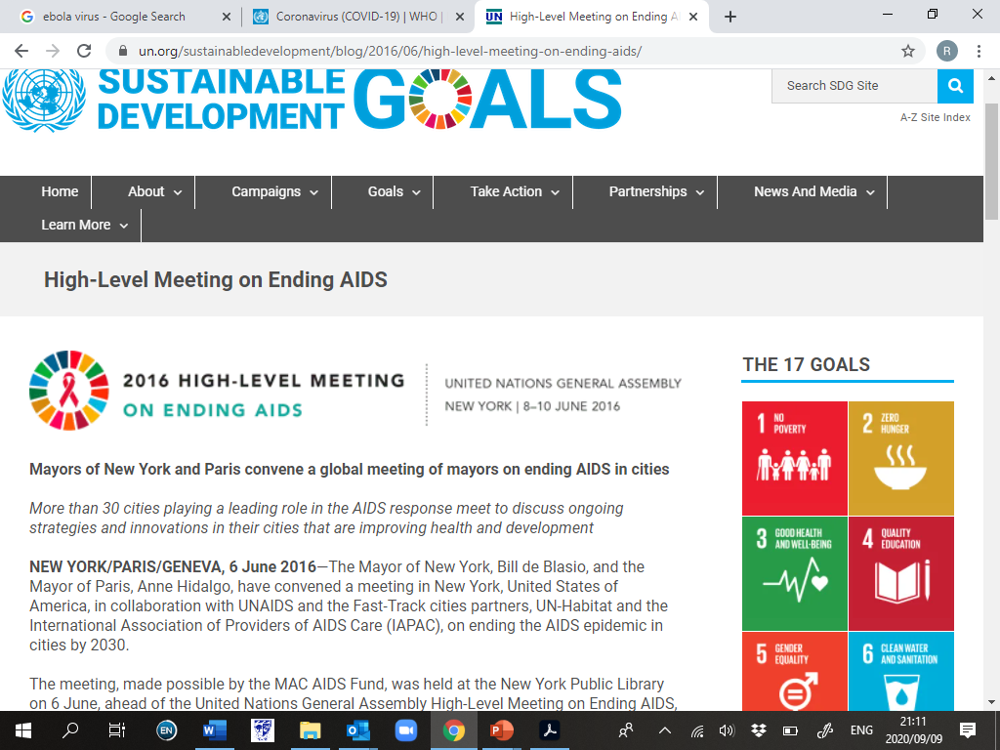 ebola virus - Google Search
Coronavirus (COVID-19) | WHO |
High-Level Meeting on Ending A
un.org/sustainabledevelopment/blog/2016/06/high-level-meeting-on-ending-aids/
R
SUSTAINABLE
DEVELOPMENT
GOALS
Search SDG Site
A-Z Site Index
Home
About
Campaigns
Goals
Take Action
Partnerships
News And Media
Learn More
High-Level Meeting on Ending AIDS
2016 HIGH-LEVEL MEETING
ON ENDING AIDS
UNITED NATIONS GENERAL ASSEMBLY
NEW YORK | 8–10 JUNE 2016
Mayors of New York and Paris convene a global meeting of mayors on ending AIDS in cities
More than 30 cities playing a leading role in the AIDS response meet to discuss ongoing
strategies and innovations in their cities that are improving health and development
NEW YORK/PARIS/GENEVA, 6 June 2016—The Mayor of New York, Bill de Blasio, and the
Mayor of Paris, Anne Hidalgo, have convened a meeting in New York, United States of
America, in collaboration with UNAIDS and the Fast-Track cities partners, UN-Habitat and the
International Association of Providers of AIDS Care (IAPAC), on ending the AIDS epidemic in
cities by 2030.
The meeting, made possible by the MAC AIDS Fund, was held at the New York Public Library
on 6 June, ahead of the United Nations General Assembly High-Level Meeting on Ending AIDS,
THE 17 GOALS
1 NO
POVERTY
2 ZERO
HUNGER
3 GOOD HEALTH
AND WELL-BEING
4 QUALITY
EDUCATION
5 GENDER
EQUALITY
6 CLEAN WATER
AND SANITATION
EN
ENG
21:11
2020/09/09